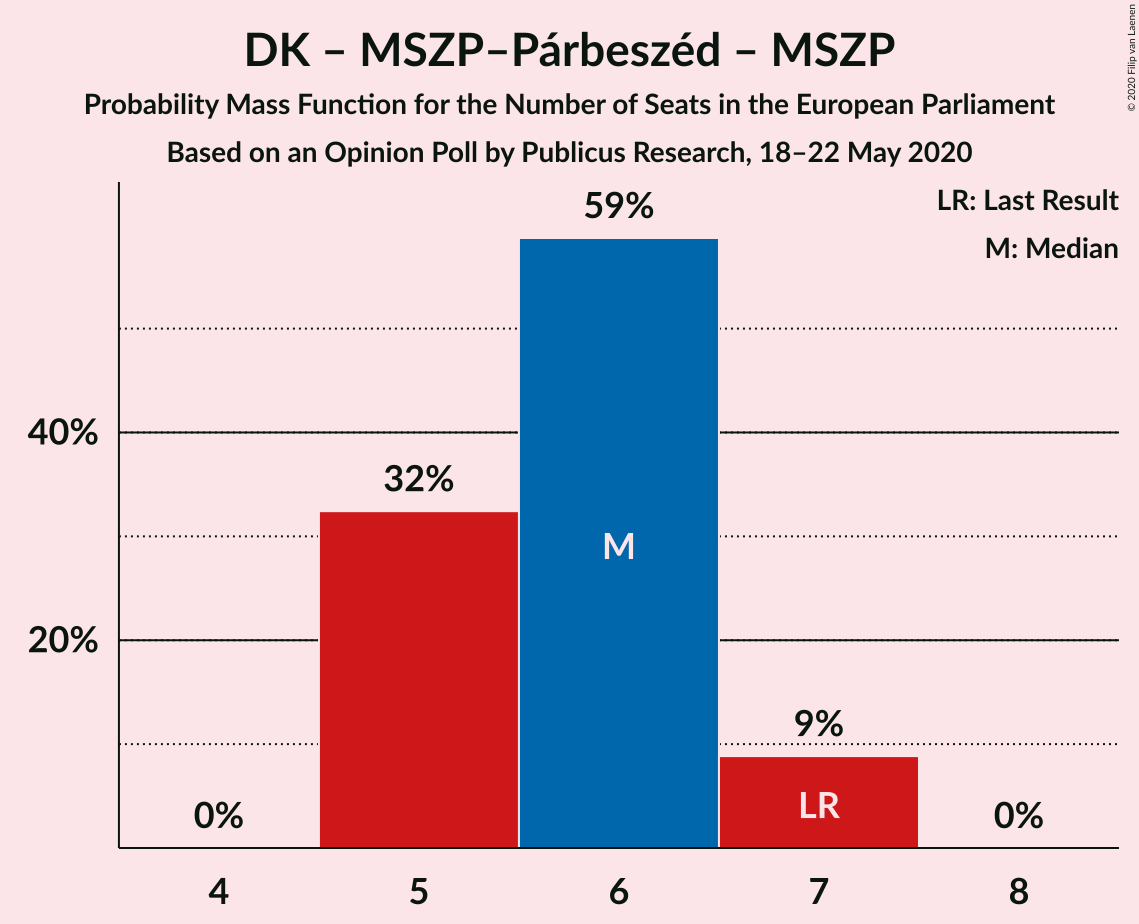 DK – MSZP–Párbeszéd – MSZP
Probability Mass Function for the Number of Seats in the European Parliament
Based on an Opinion Poll by Publicus Research, 18–22 May 2020
© 2020 Filip van Laenen
LR: Last Result
M: Median
59%
40%
32%
M
20%
9%
LR
0%
0%
4 5 6 7 8